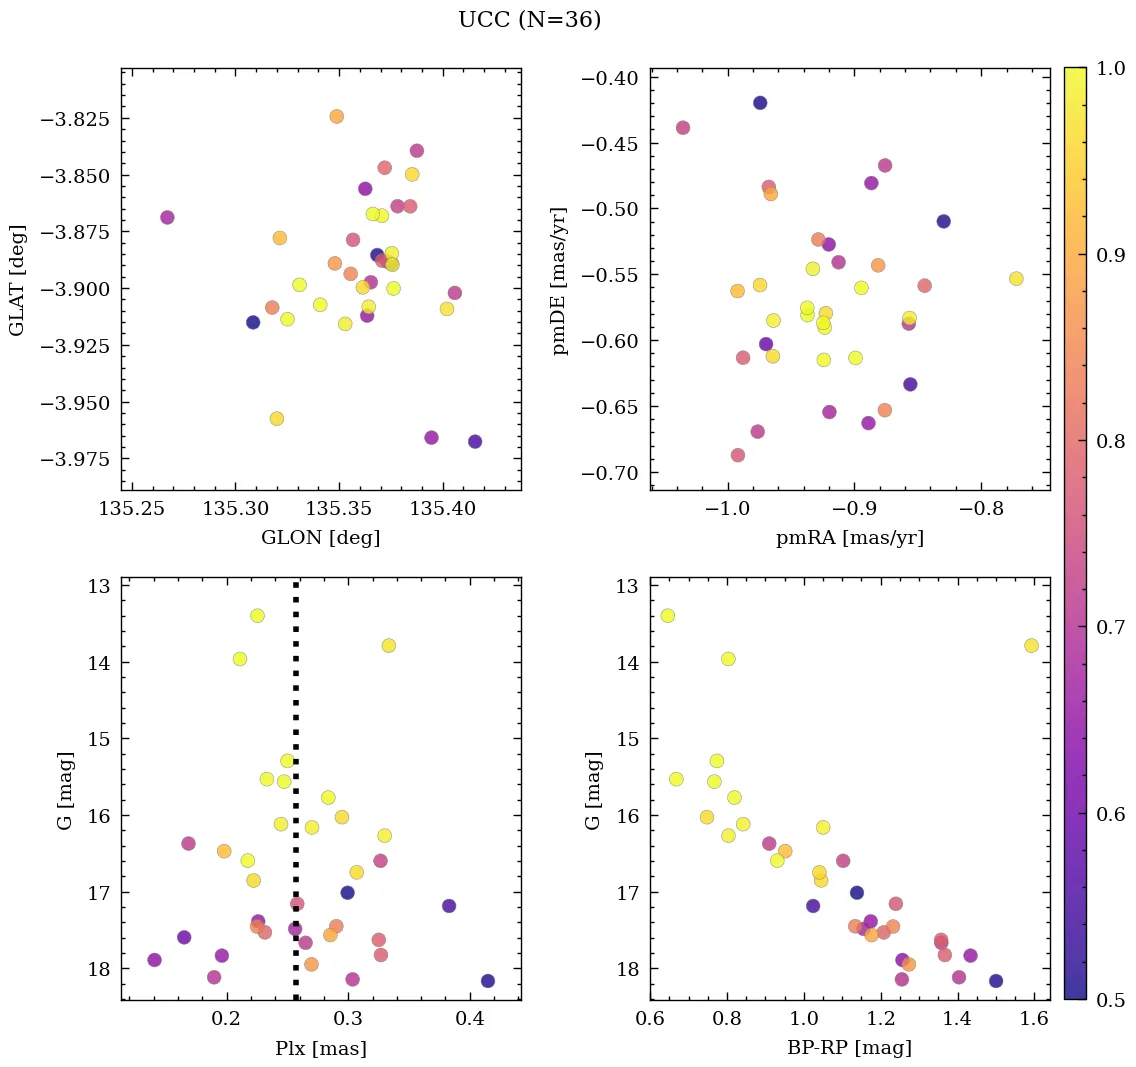 UCC (N=36)
−3.825
−3.850
−3.875
−3.900
−3.925
−3.950
−3.975
GLAT [deg]
135.25 135.30 135.35 135.40
GLON [deg]
−0.40
−0.45
−0.50
−0.55
−0.60
−0.65
−0.70
pmDE [mas/yr]
−1.0 −0.9 −0.8
pmRA [mas/yr]
13
14
15
16
17
18
G [mag]
0.2 0.3 0.4
Plx [mas]
13
14
15
16
17
18
G [mag]
0.6 0.8 1.0 1.2 1.4 1.6
BP-RP [mag]
1.0
0.9
0.8
0.7
0.6
0.5